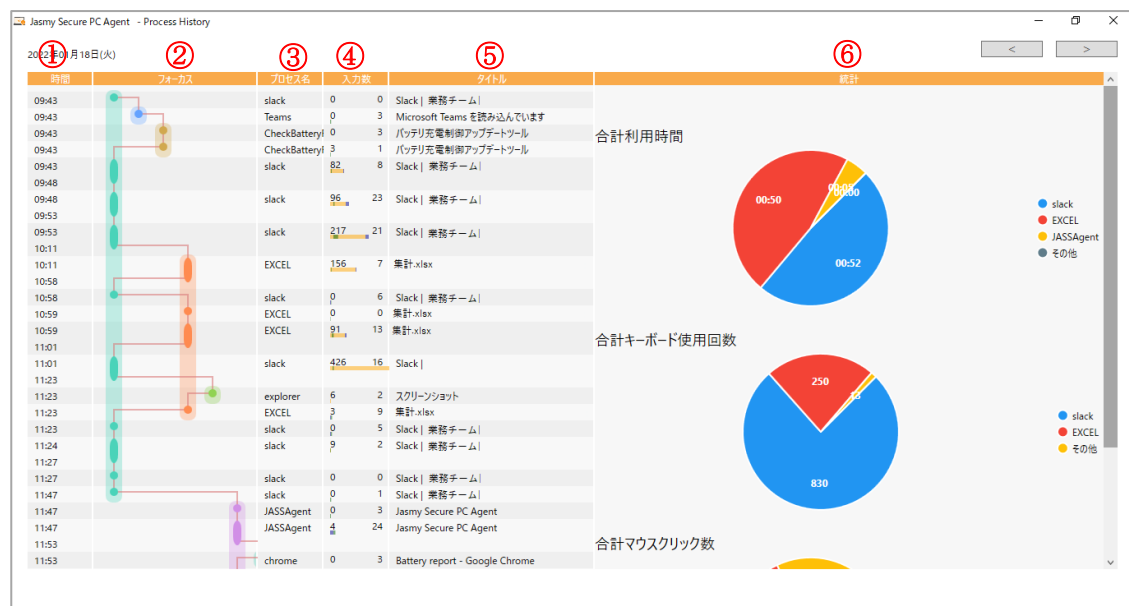 Jasmy Secure PC Agent - Process History
① ② ③ ④ ⑤ ⑥
2022年01月18日(火) < >
時間 フォーカス プロセス名 入力数 タイトル 統計
09:43 slack 0 0 Slack | 業務チーム|
09:43 Teams 0 3 Microsoft Teams を読み込んでいます
09:43 CheckBattery 0 3 バッテリ充電制御アップデートツール
09:43 CheckBattery 3 1 バッテリ充電制御アップデートツール
09:43 slack 82 8 Slack | 業務チーム|
09:48
09:48 slack 96 23 Slack | 業務チーム|
09:53
09:53 slack 217 21 Slack | 業務チーム|
10:11
10:11 EXCEL 156 7 集計.xlsx
10:58
10:58 slack 0 6 Slack | 業務チーム|
10:59 EXCEL 0 0 集計.xlsx
10:59 EXCEL 91 13 集計.xlsx
11:01
11:01 slack 426 16 Slack |
11:23
11:23 explorer 6 2 スクリーンショット
11:23 EXCEL 3 9 集計.xlsx
11:23 slack 0 5 Slack | 業務チーム|
11:24 slack 9 2 Slack | 業務チーム|
11:27
11:27 slack 0 0 Slack | 業務チーム|
11:47 slack 0 1 Slack | 業務チーム|
11:47 JASSAgent 0 3 Jasmy Secure PC Agent
11:47 JASSAgent 4 24 Jasmy Secure PC Agent
11:53
11:53 chrome 0 3 Battery report - Google Chrome
合計利用時間
00:50
00:00
00:52
slack
EXCEL
JASSAgent
その他
合計キーボード使用回数
250
13
830
slack
EXCEL
その他
合計マウスクリック数